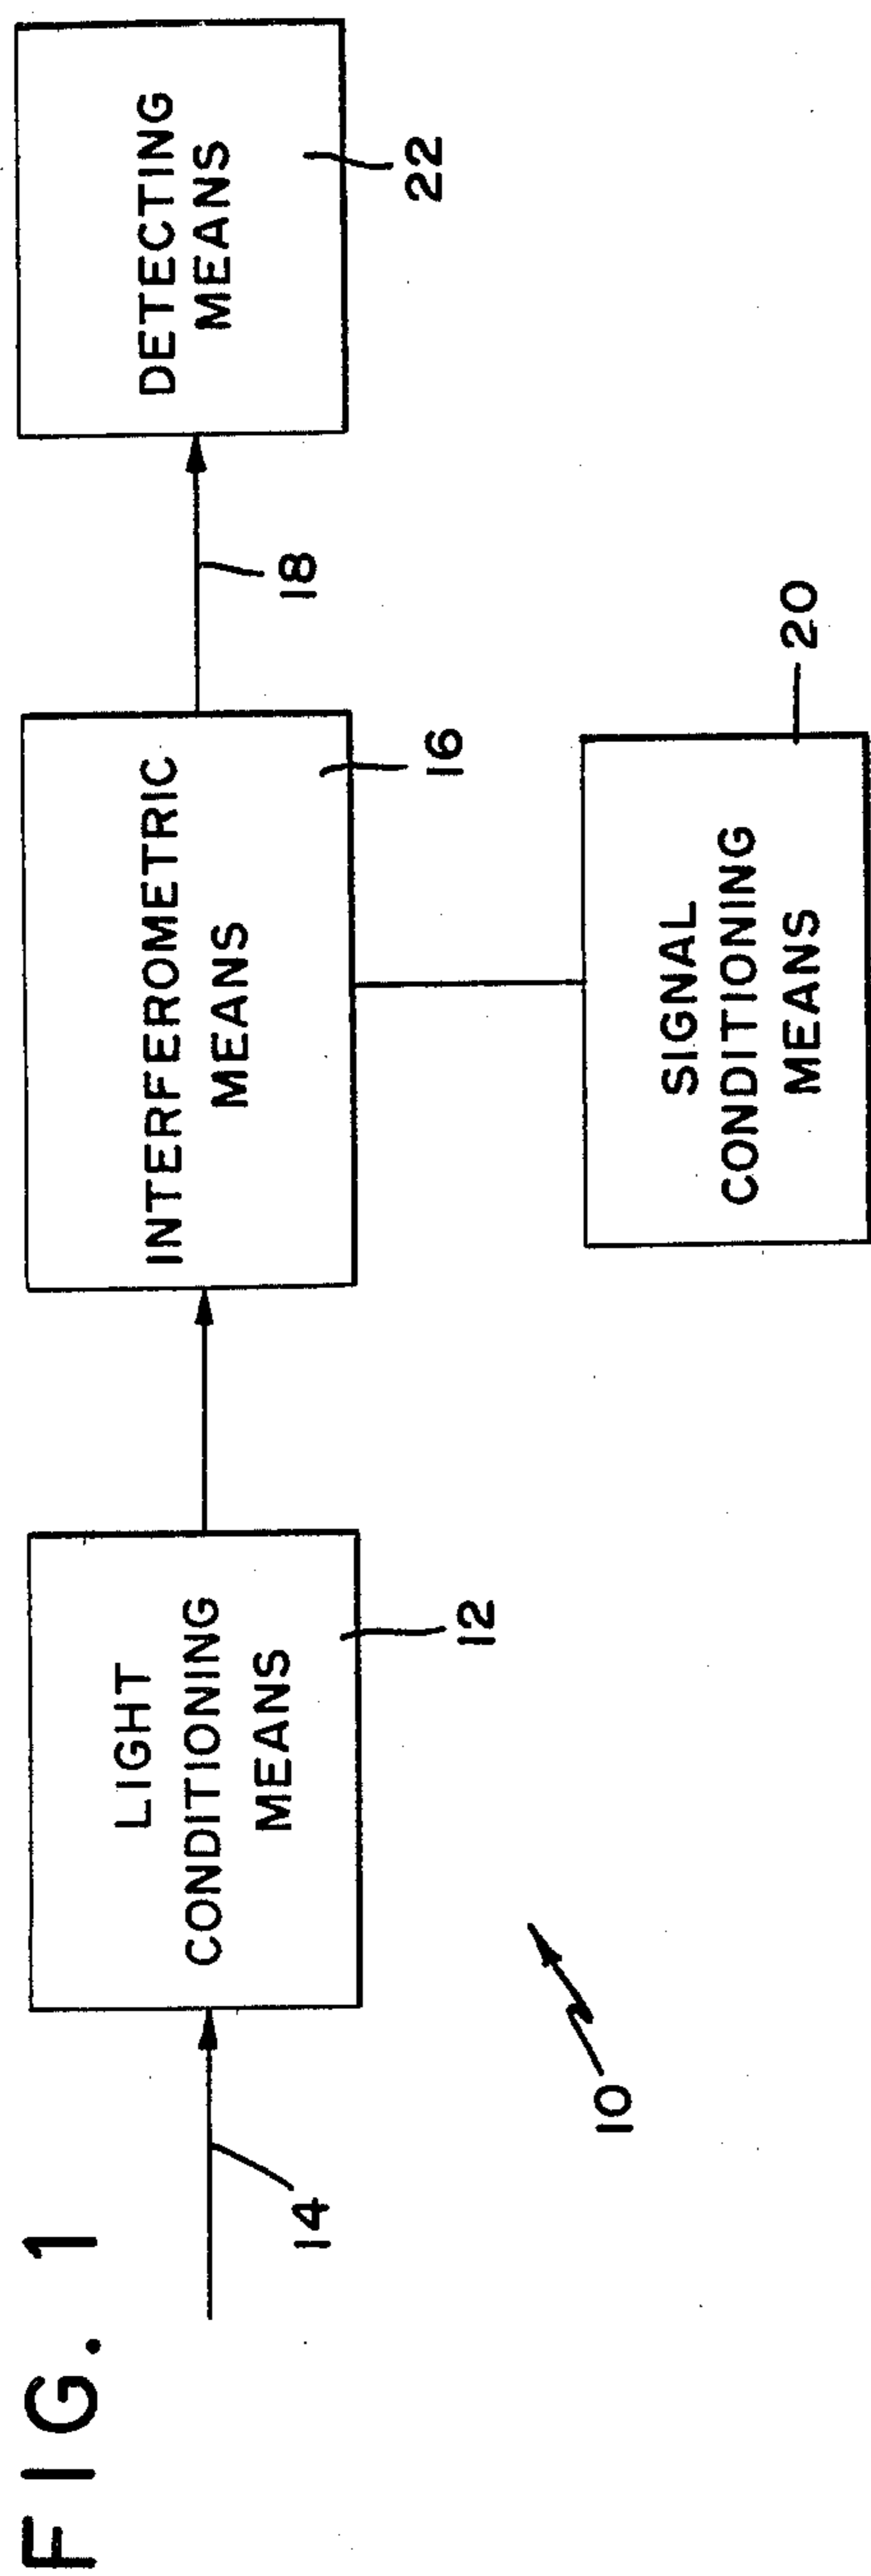 FIG. 1
14
LIGHT
CONDITIONING
MEANS
12
INTERFEROMETRIC
MEANS
16
18
DETECTING
MEANS
22
SIGNAL
CONDITIONING
MEANS
20
10